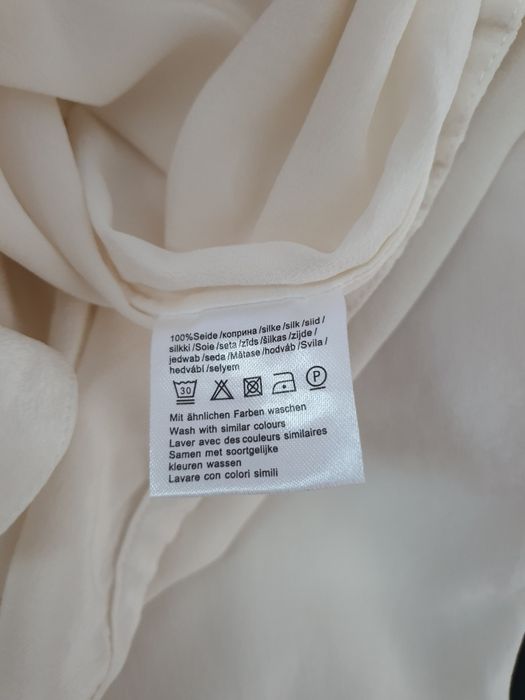 100%Seide/коприна/silke/silk/siid/
silkki/Soie/seta/zīds/šilkas/zijde/
jedwab/seda/Mătase/hodváb/Svila/
hedvábí/selyem
30 P
Mit ähnlichen Farben waschen
Wash with similar colours
Laver avec des couleurs similaires
Samen met soortgelijke
kleuren wassen
Lavare con colori simili